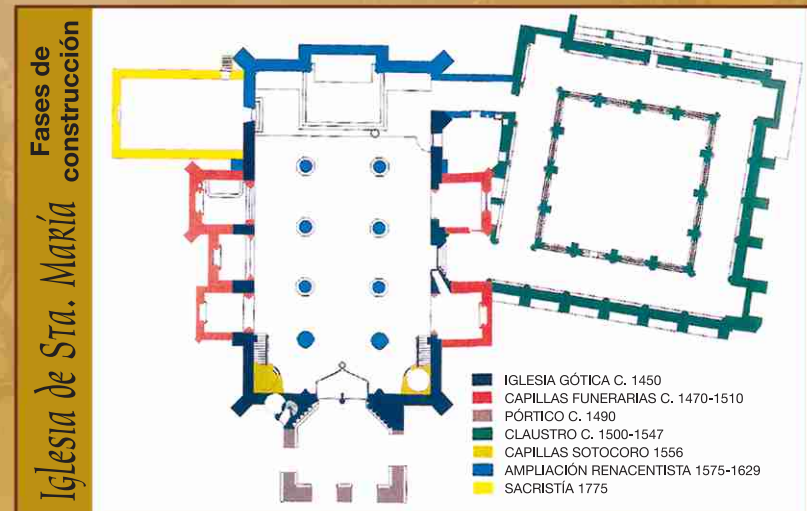 Iglesia de Sta. María
Fases de
construcción
IGLESIA GÓTICA C. 1450
CAPILLAS FUNERARIAS C. 1470-1510
PÓRTICO C. 1490
CLAUSTRO C. 1500-1547
CAPILLAS SOTOCORO 1556
AMPLIACIÓN RENACENTISTA 1575-1629
SACRISTÍA 1775